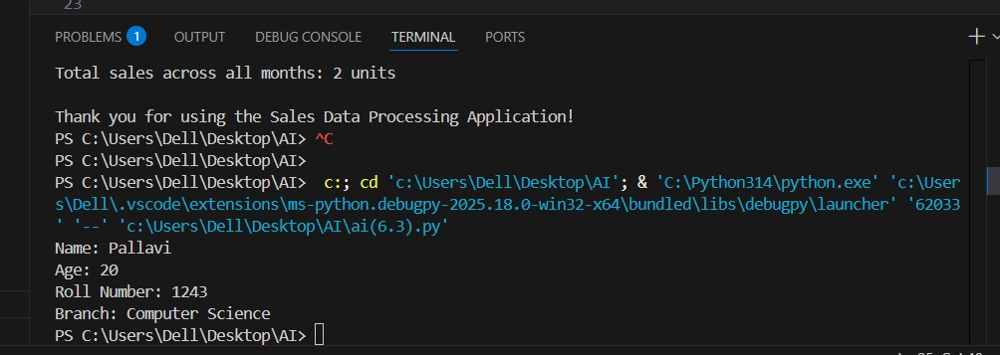 23
PROBLEMS 1 OUTPUT DEBUG CONSOLE TERMINAL PORTS
Total sales across all months: 2 units
Thank you for using the Sales Data Processing Application!
PS C:\Users\Dell\Desktop\AI> ^C
PS C:\Users\Dell\Desktop\AI>
PS C:\Users\Dell\Desktop\AI>  c:; cd 'c:\Users\Dell\Desktop\AI'; & 'C:\Python314\python.exe' 'c:\User
s\Dell\.vscode\extensions\ms-python.debugpy-2025.18.0-win32-x64\bundled\libs\debugpy\launcher' '62033
' '--' 'c:\Users\Dell\Desktop\AI\ai(6.3).py'
Name: Pallavi
Age: 20
Roll Number: 1243
Branch: Computer Science
PS C:\Users\Dell\Desktop\AI>